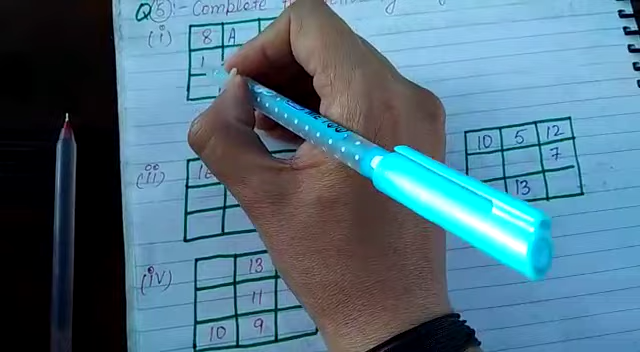 Q5:- Complete
(i) 8 A
1
10 5 12
7
13
(ii)
(iv) 13
11
10 9